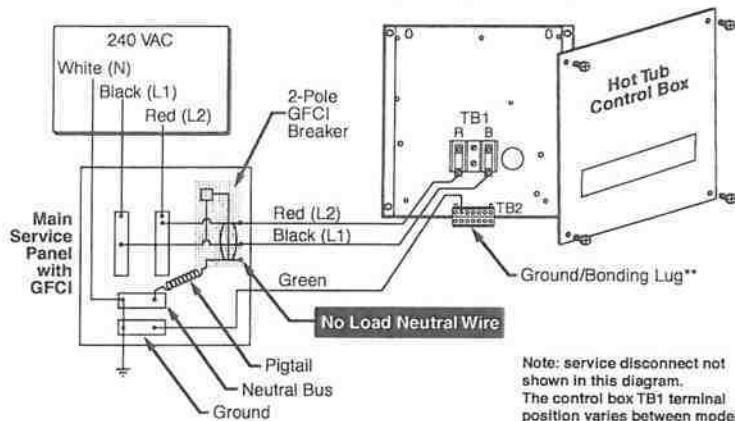 240 VAC
White (N)
Black (L1)
Red (L2)
2-Pole
GFCI
Breaker
Main
Service
Panel
with
GFCI
Red (L2)
Black (L1)
Green
No Load Neutral Wire
Pigtail
Neutral Bus
Ground
TB1
R B
TB2
Ground/Bonding Lug**
Hot Tub
Control Box
Note: service disconnect not
shown in this diagram.
The control box TB1 terminal
position varies between